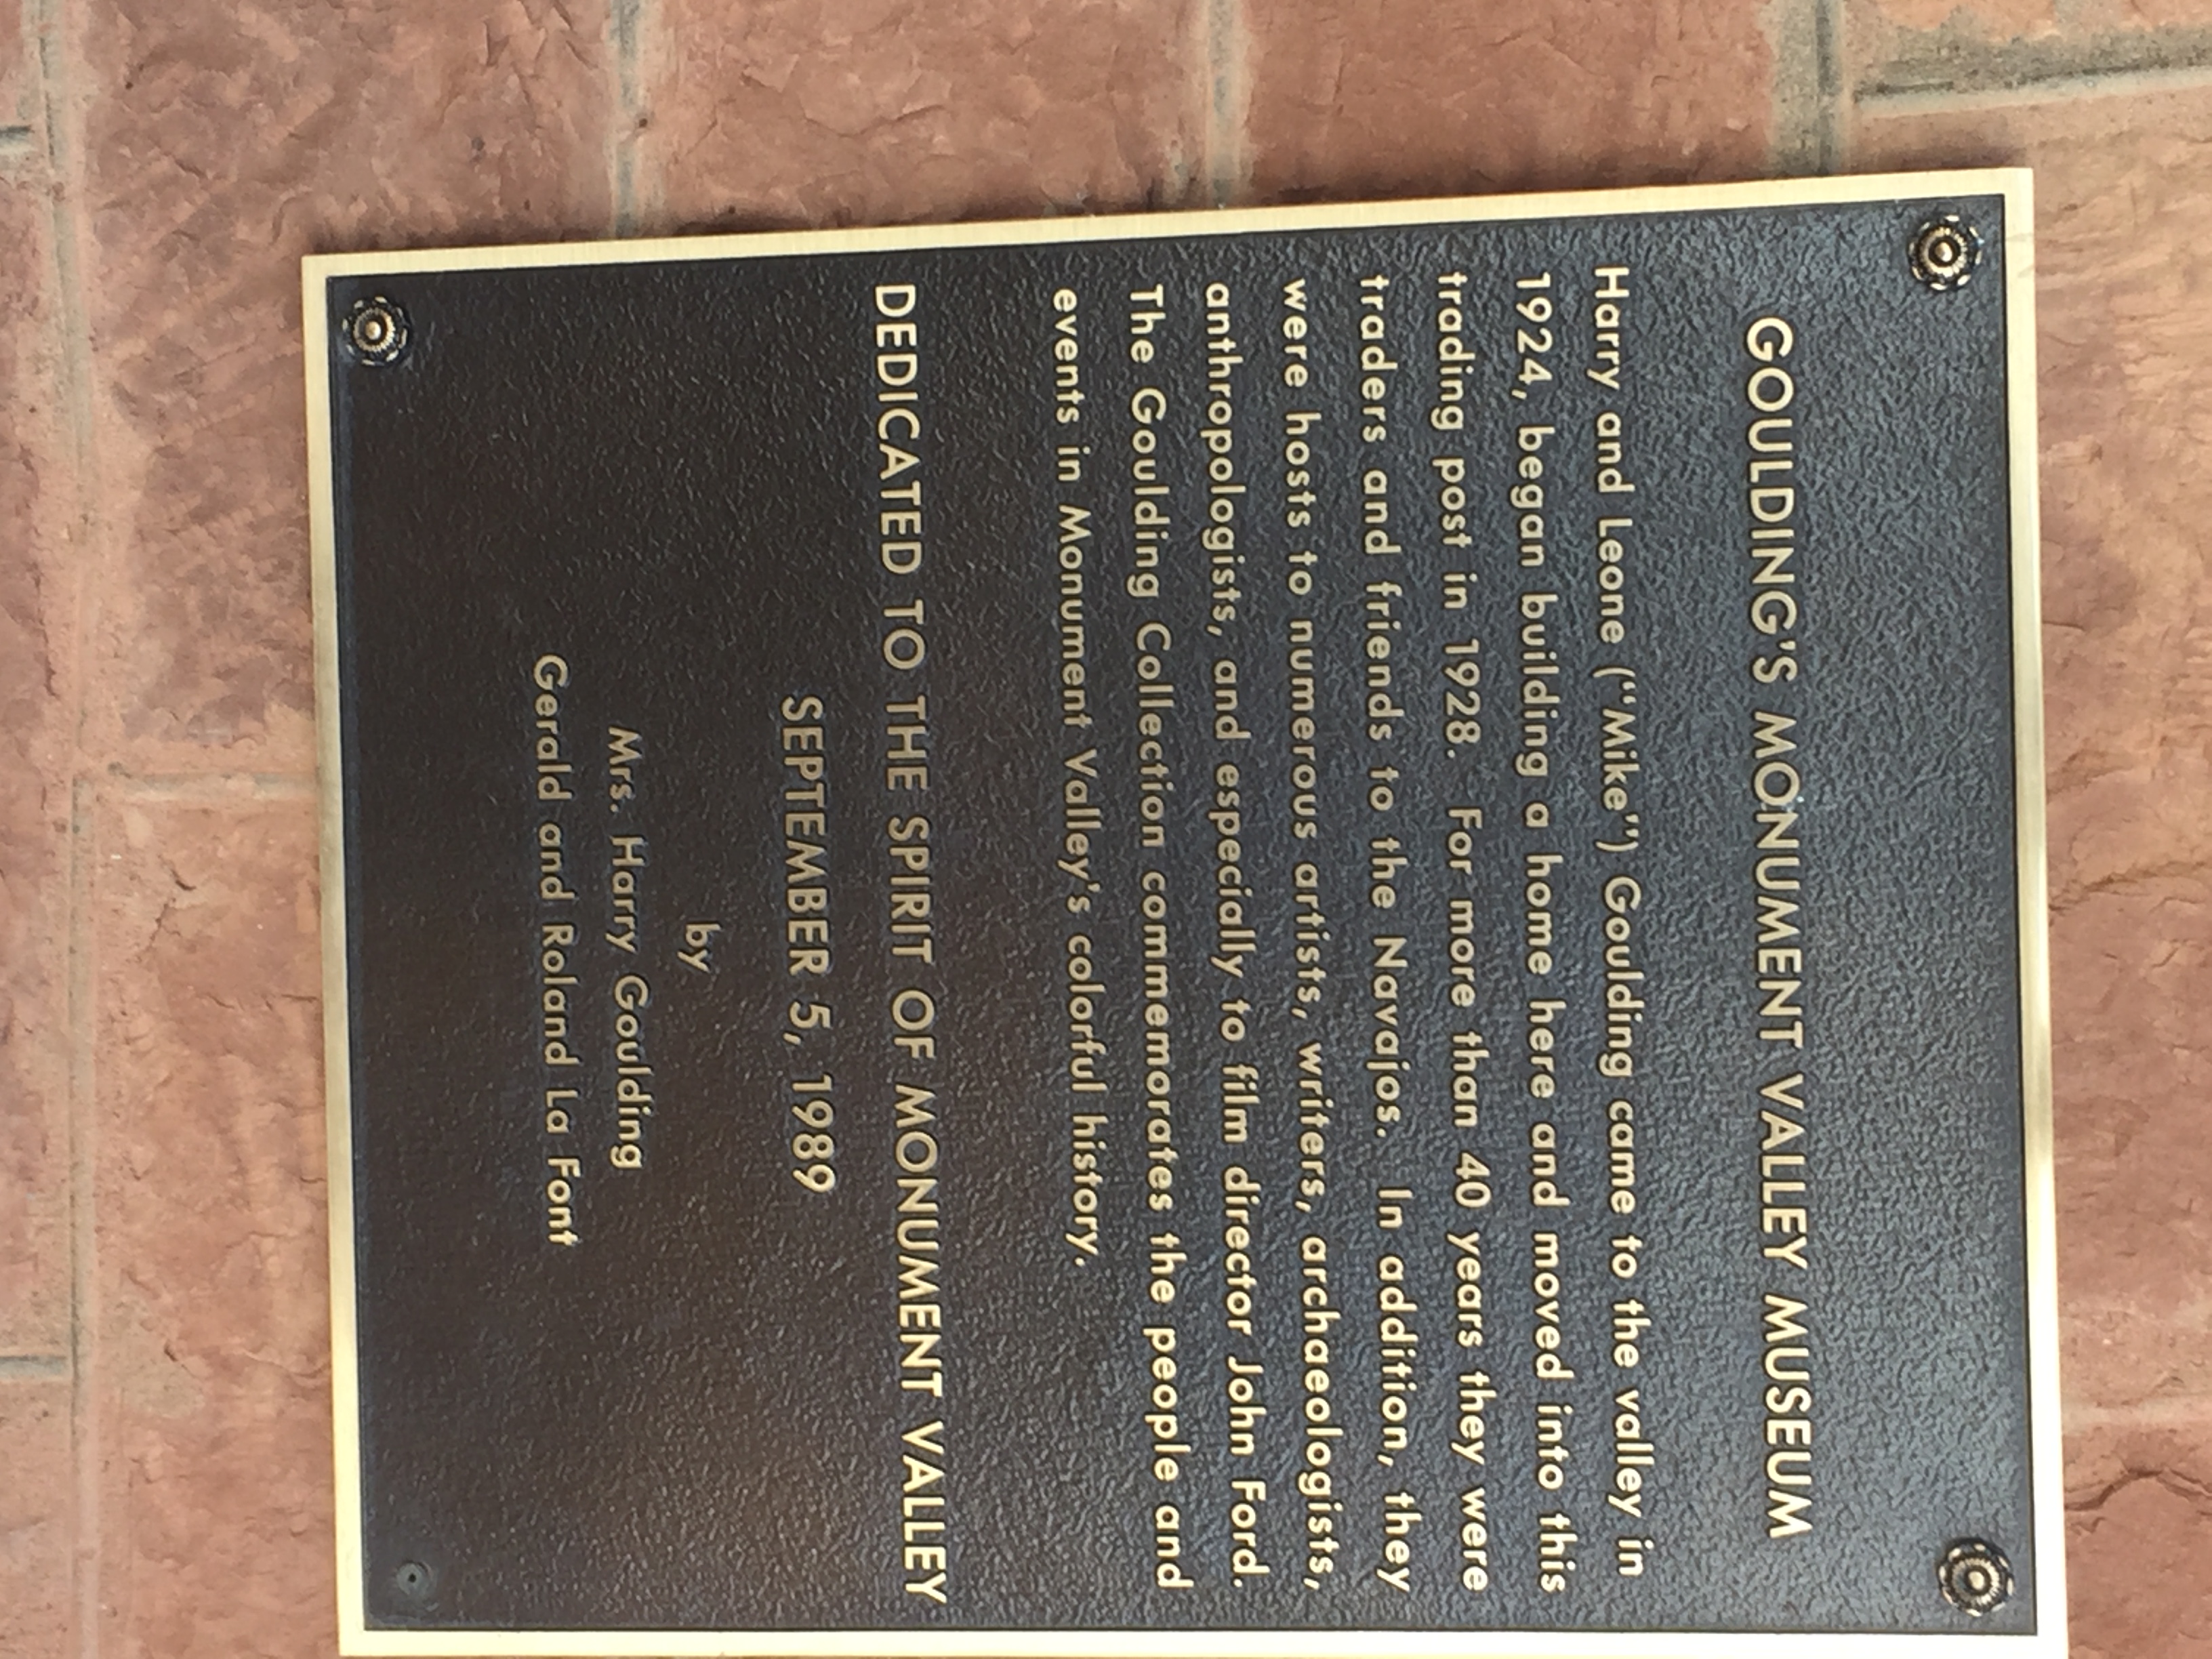 GOULDING'S MONUMENT VALLEY MUSEUM
Harry and Leone ("Mike") Goulding came to the valley in
1924, began building a home here and moved into this
trading post in 1928. For more than 40 years they were
traders and friends to the Navajos. In addition, they
were hosts to numerous artists, writers, archaeologists,
anthropologists, and especially to film director John Ford.
The Goulding Collection commemorates the people and
events in Monument Valley's colorful history.
DEDICATED TO THE SPIRIT OF MONUMENT VALLEY
SEPTEMBER 5, 1989
by
Mrs. Harry Goulding
Gerald and Roland La Font